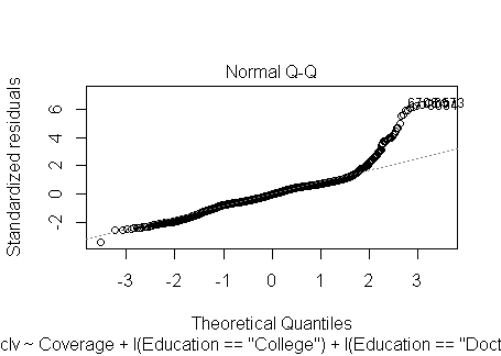 Normal Q-Q
Standardized residuals
6
4
2
0
-2
-3 -2 -1 0 1 2 3
Theoretical Quantiles
clv ~ Coverage + I(Education == "College") + I(Education == "Doct